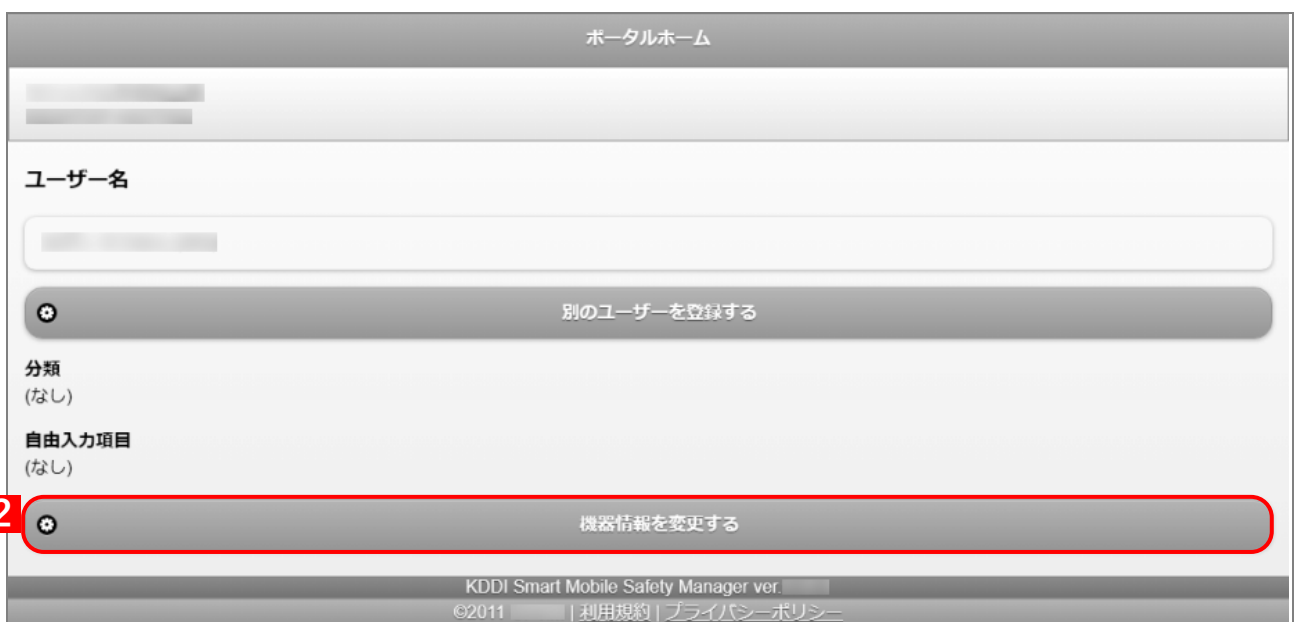 ポータルホーム
ユーザー名
別のユーザーを登録する
分類
(なし)
自由入力項目
(なし)
2
機器情報を変更する
KDDI Smart Mobile Safety Manager ver.
©2011 | 利用規約 | プライバシーポリシー